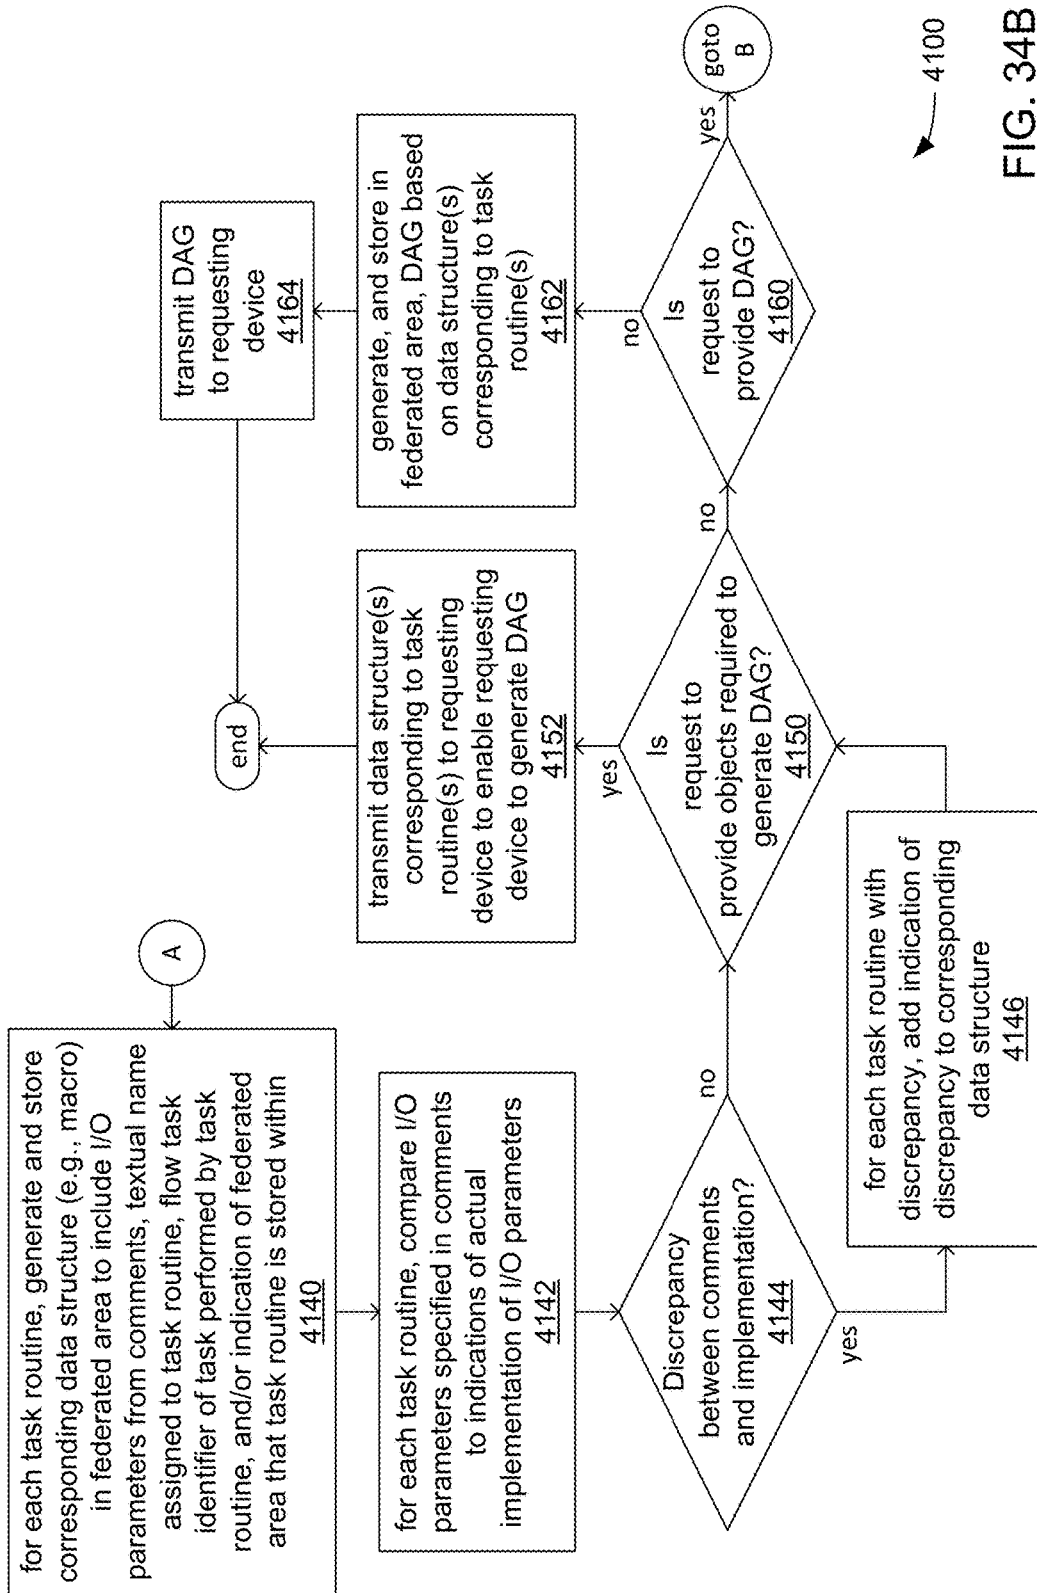 for each task routine, generate and store
corresponding data structure (e.g., macro)
in federated area to include I/O
parameters from comments, textual name
assigned to task routine, flow task
identifier of task performed by task
routine, and/or indication of federated
area that task routine is stored within
4140
A
for each task routine, compare I/O
parameters specified in comments
to indications of actual
implementation of I/O parameters
4142
Discrepancy
between comments
and implementation?
4144
no
yes
for each task routine with
discrepancy, add indication of
discrepancy to corresponding
data structure
4146
Is
request to
provide objects required to
generate DAG?
4150
yes
no
transmit data structure(s)
corresponding to task
routine(s) to requesting
device to enable requesting
device to generate DAG
4152
end
Is
request to
provide DAG?
4160
no
yes
generate, and store in
federated area, DAG based
on data structure(s)
corresponding to task
routine(s)
4162
transmit DAG
to requesting
device
4164
goto
B
4100
FIG. 34B